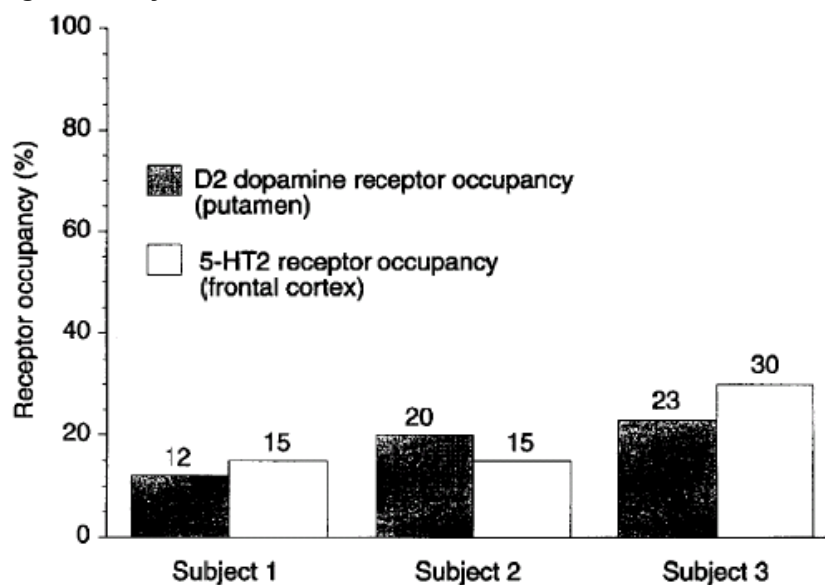 100
80
60
40
20
0
Receptor occupancy (%)
D2 dopamine receptor occupancy
(putamen)
5-HT2 receptor occupancy
(frontal cortex)
12
15
20
15
23
30
Subject 1
Subject 2
Subject 3